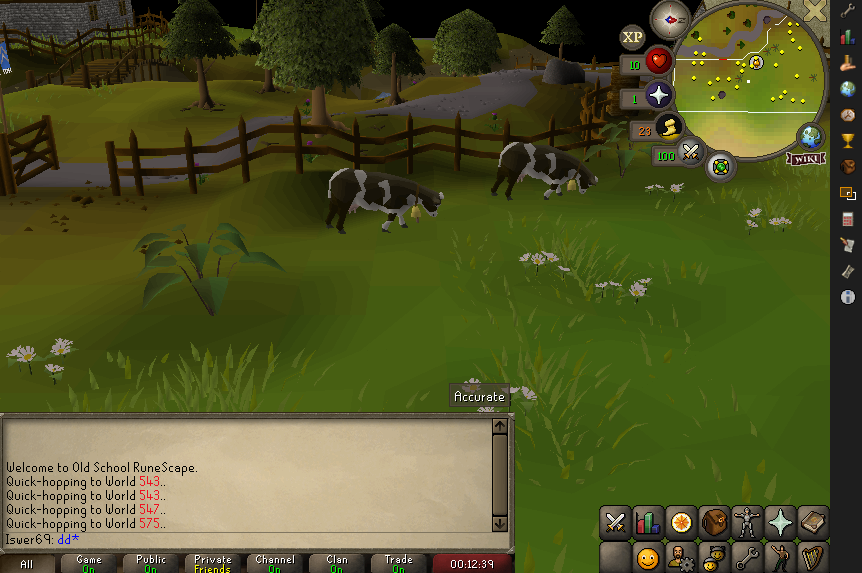 XP
10
1
23
100
WIKI
Accurate
Welcome to Old School RuneScape.
Quick-hopping to World 543..
Quick-hopping to World 543..
Quick-hopping to World 547..
Quick-hopping to World 575..
Iswer69: dd*
All
Game
On
Public
On
Private
Friends
Channel
On
Clan
On
Trade
On
00:12:39